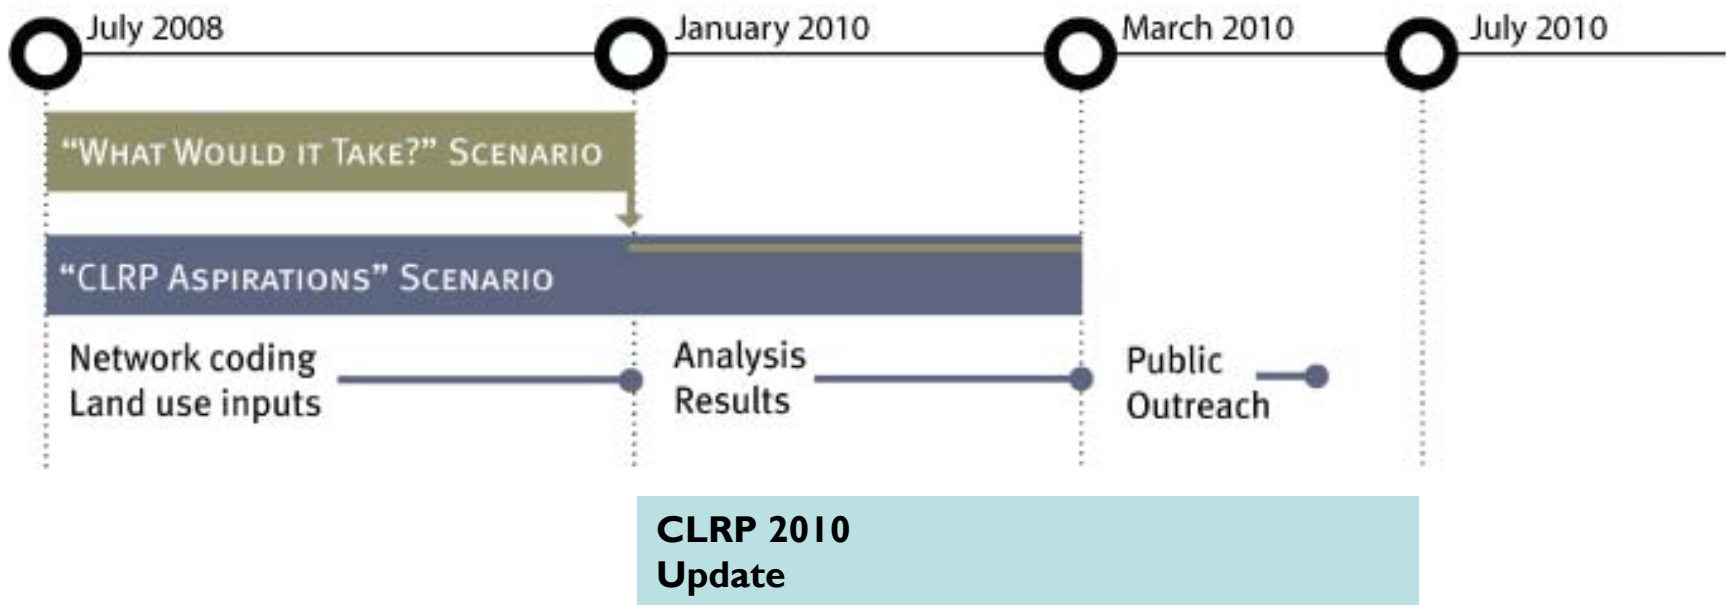 July 2008
January 2010
March 2010
July 2010
“WHAT WOULD IT TAKE?” SCENARIO
“CLRP ASPIRATIONS” SCENARIO
Network coding
Land use inputs
Analysis
Results
Public
Outreach
CLRP 2010
Update